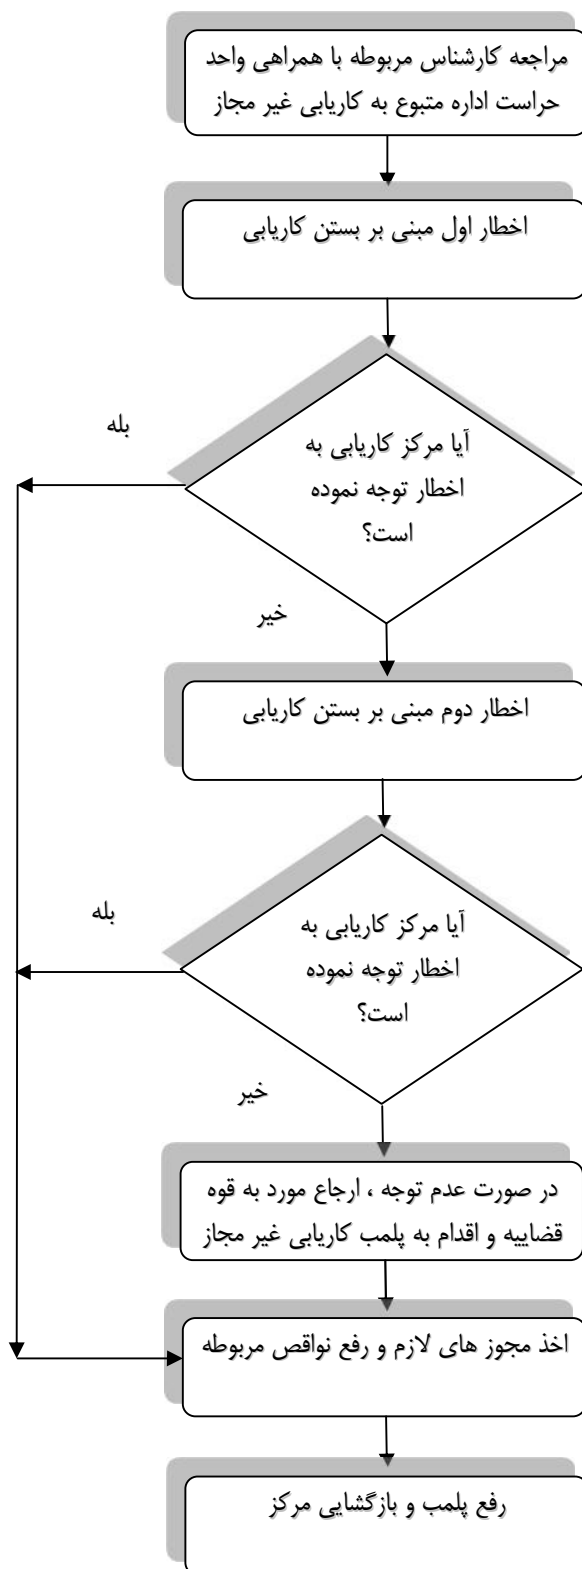 مراجعه کارشناس مربوطه با همراهی واحد
حراست اداره متبوع به کاریابی غیر مجاز
اخطار اول مبنی بر بستن کاریابی
بله
آیا مرکز کاریابی به
اخطار توجه نموده
است؟
خیر
اخطار دوم مبنی بر بستن کاریابی
بله
آیا مرکز کاریابی به
اخطار توجه نموده
است؟
خیر
در صورت عدم توجه ، ارجاع مورد به قوه
قضاییه و اقدام به پلمب کاریابی غیر مجاز
اخذ مجوز های لازم و رفع نواقص مربوطه
رفع پلمب و بازگشایی مرکز